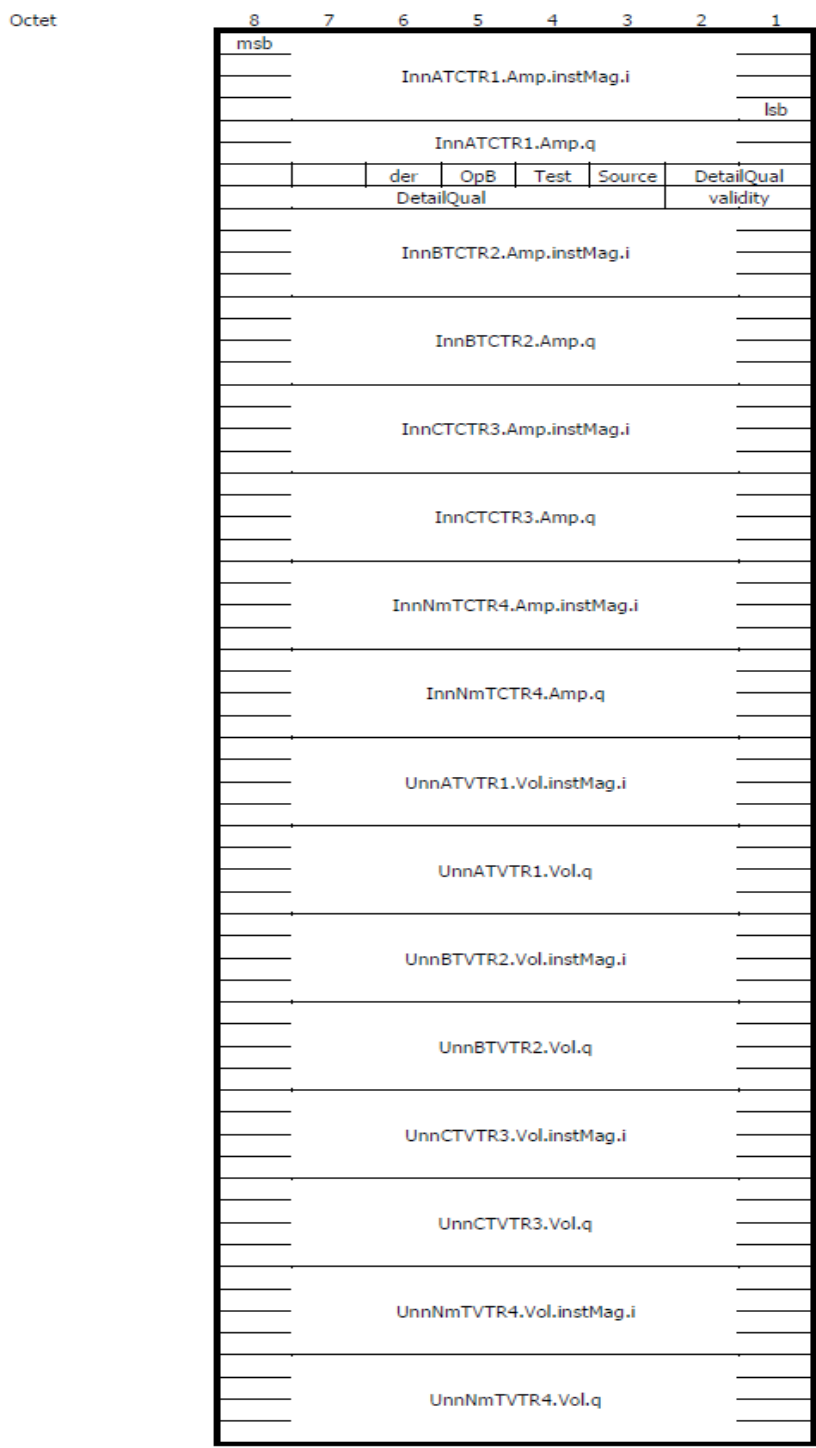 Octet 8 7 6 5 4 3 2 1
msb
InnATCTR1.Amp.instMag.i
lsb
InnATCTR1.Amp.q
der OpB Test Source DetailQual
DetailQual validity
InnBTCTR2.Amp.instMag.i
InnBTCTR2.Amp.q
InnCTCTR3.Amp.instMag.i
InnCTCTR3.Amp.q
InnNmTCTR4.Amp.instMag.i
InnNmTCTR4.Amp.q
UnnATVTR1.Vol.instMag.i
UnnATVTR1.Vol.q
UnnBTVTR2.Vol.instMag.i
UnnBTVTR2.Vol.q
UnnCTVTR3.Vol.instMag.i
UnnCTVTR3.Vol.q
UnnNmTVTR4.Vol.instMag.i
UnnNmTVTR4.Vol.q